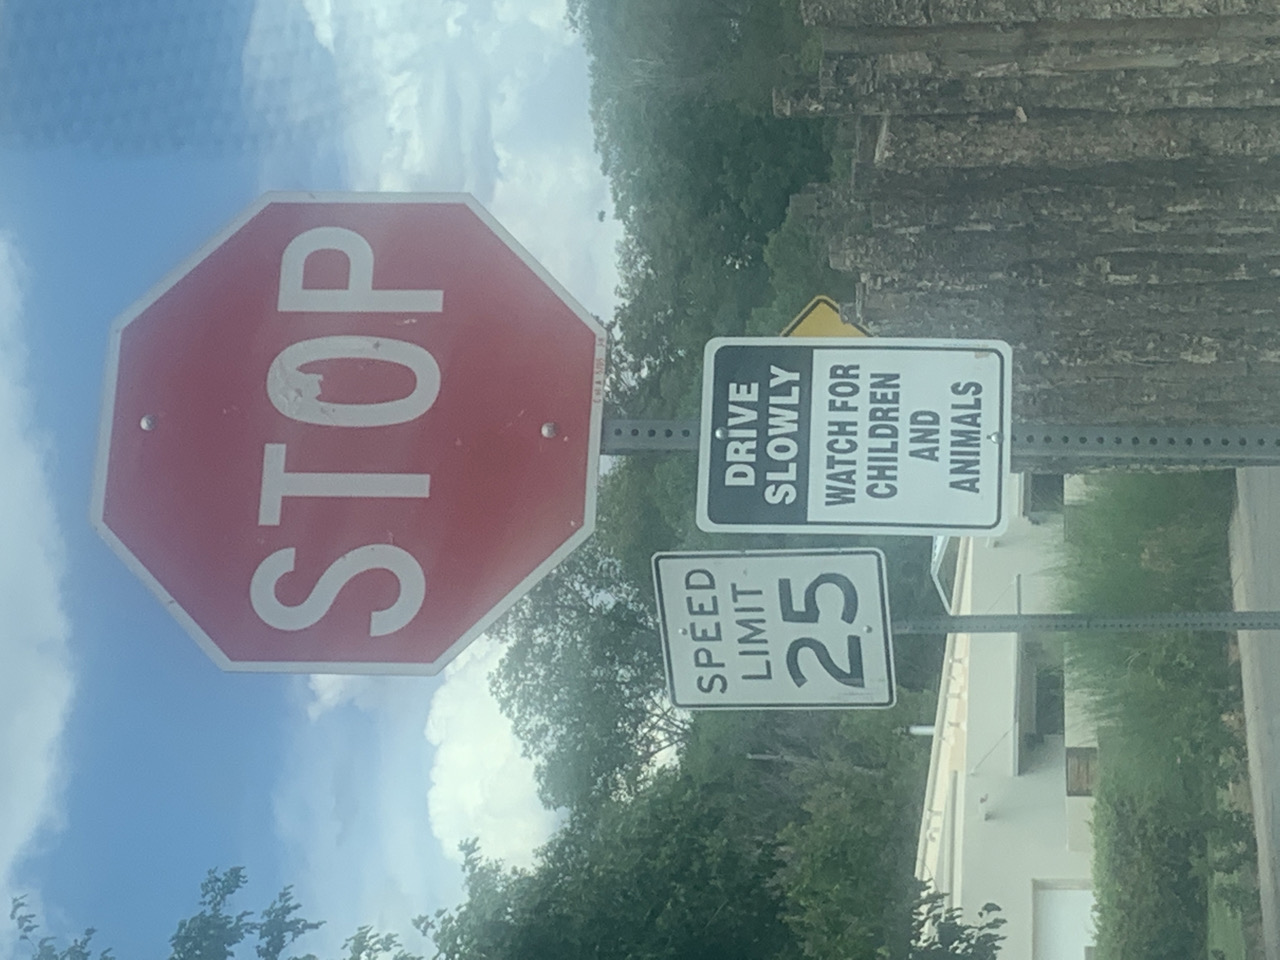 STOP
DRIVE
SLOWLY
WATCH FOR
CHILDREN
AND
ANIMALS
SPEED
LIMIT
25